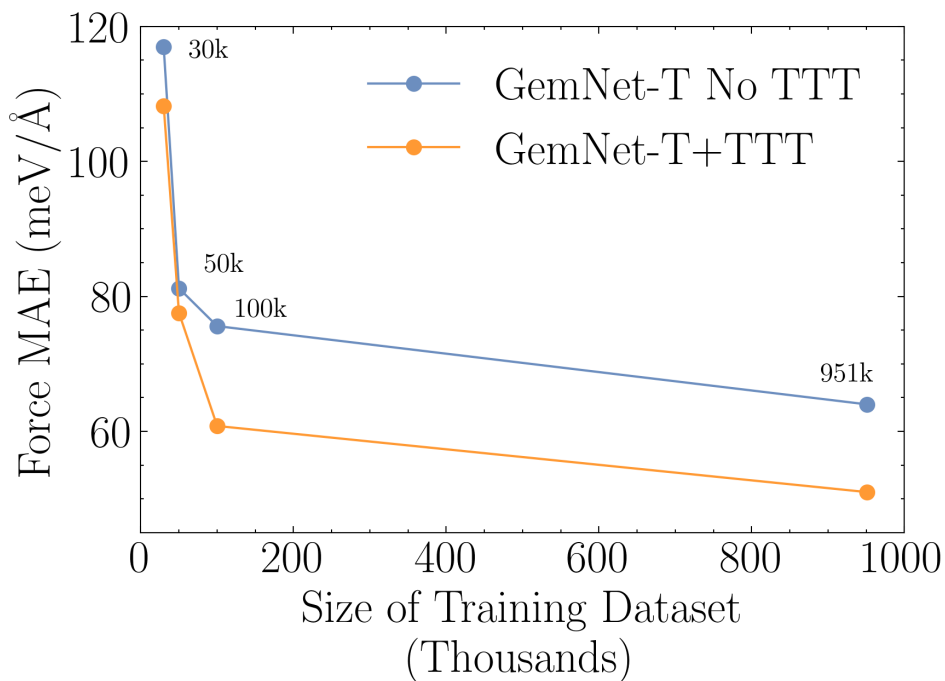 120
100
80
60
Force MAE (meV/Å)
GemNet-T No TTT
GemNet-T+TTT
30k
50k
100k
951k
0
200
400
600
800
1000
Size of Training Dataset
(Thousands)